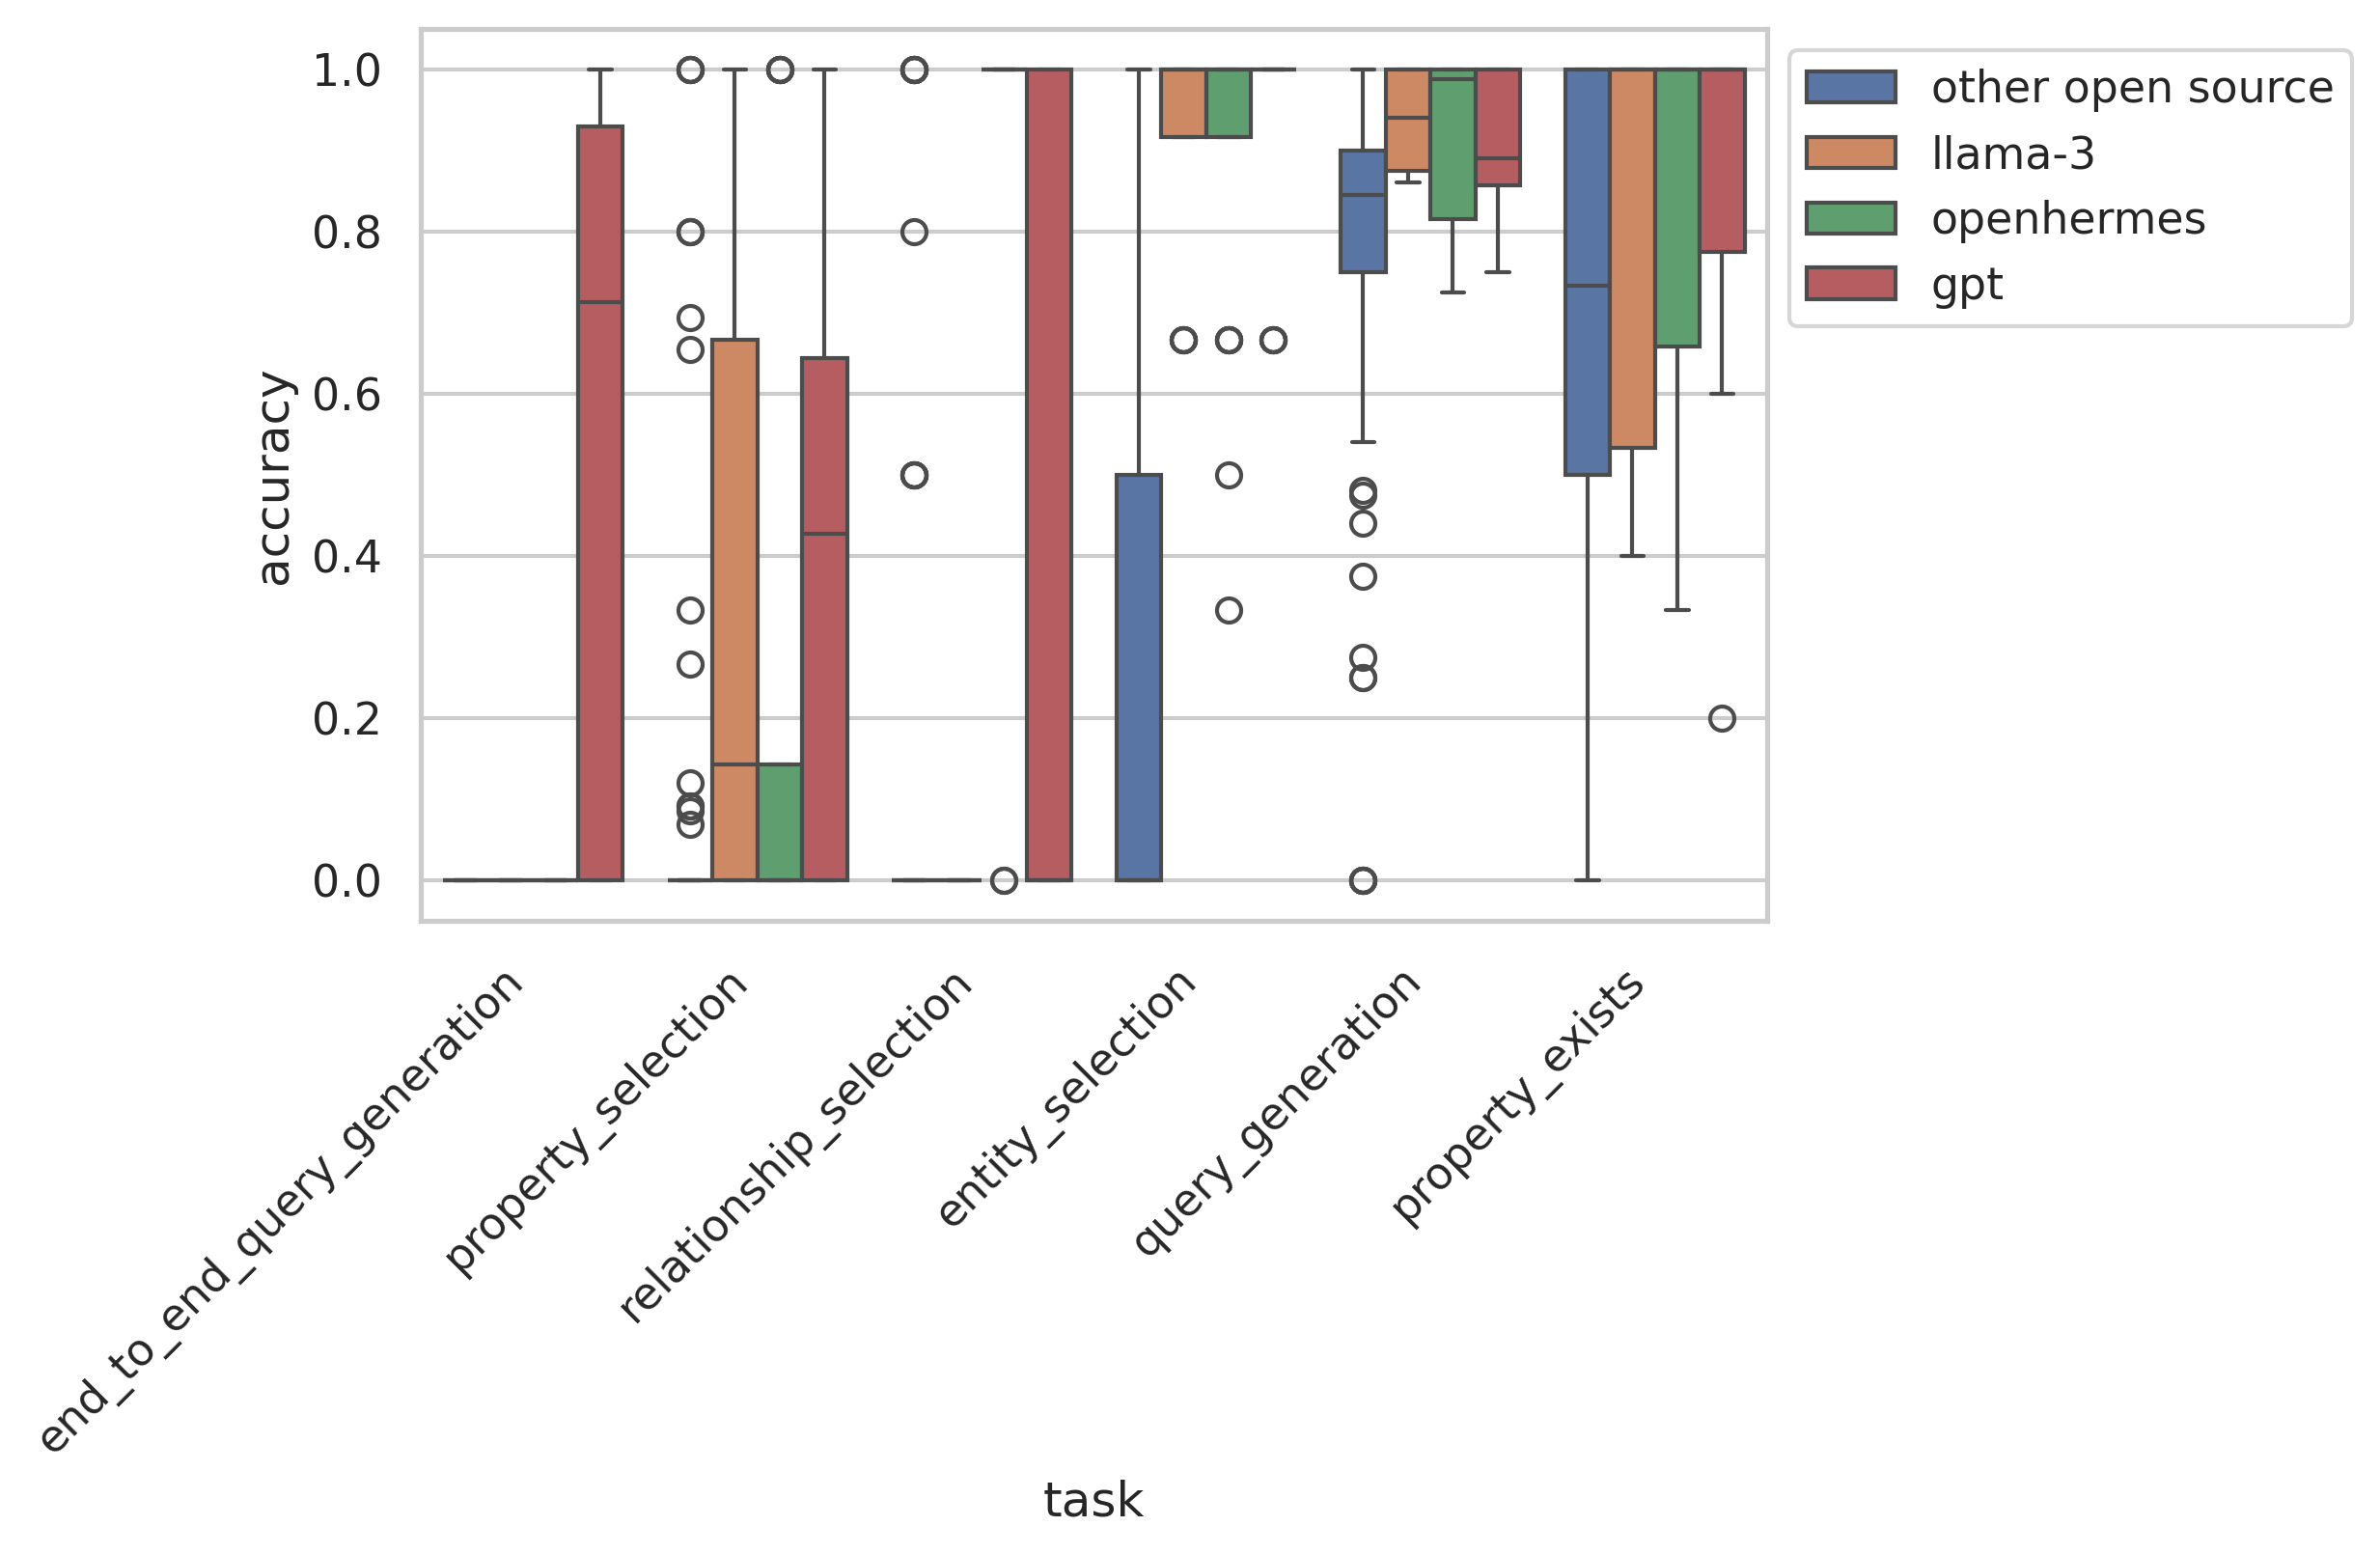 other open source
llama-3
openhermes
gpt
accuracy
1.0
0.8
0.6
0.4
0.2
0.0
end_to_end_query_generation
property_selection
relationship_selection
entity_selection
query_generation
property_exists
task